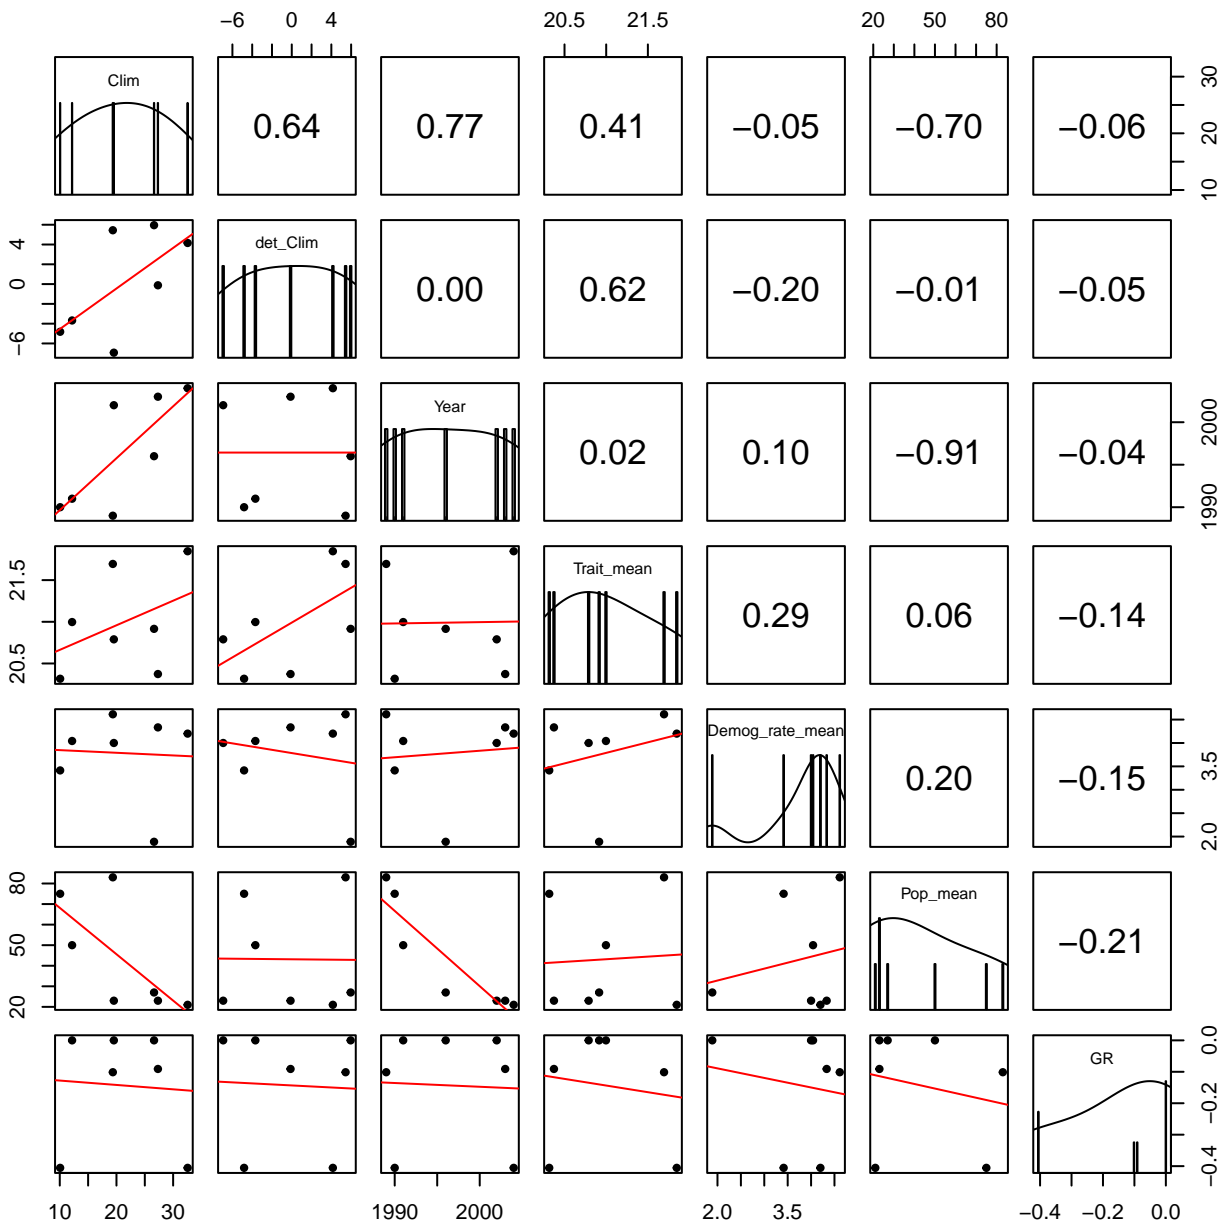 −6 0 4 20.5 21.5 20 50 80
Clim 0.64 0.77 0.41 −0.05 −0.70 −0.06 10 20 30
−6 0 4 det_Clim 0.00 0.62 −0.20 −0.01 −0.05
Year 0.02 0.10 −0.91 −0.04 1990 2000
20.5 21.5 Trait_mean 0.29 0.06 −0.14
Demog_rate_mean 0.20 −0.15 2.0 3.5
20 50 80 Pop_mean −0.21
GR −0.4 −0.2 0.0
10 20 30 1990 2000 2.0 3.5 −0.4 −0.2 0.0